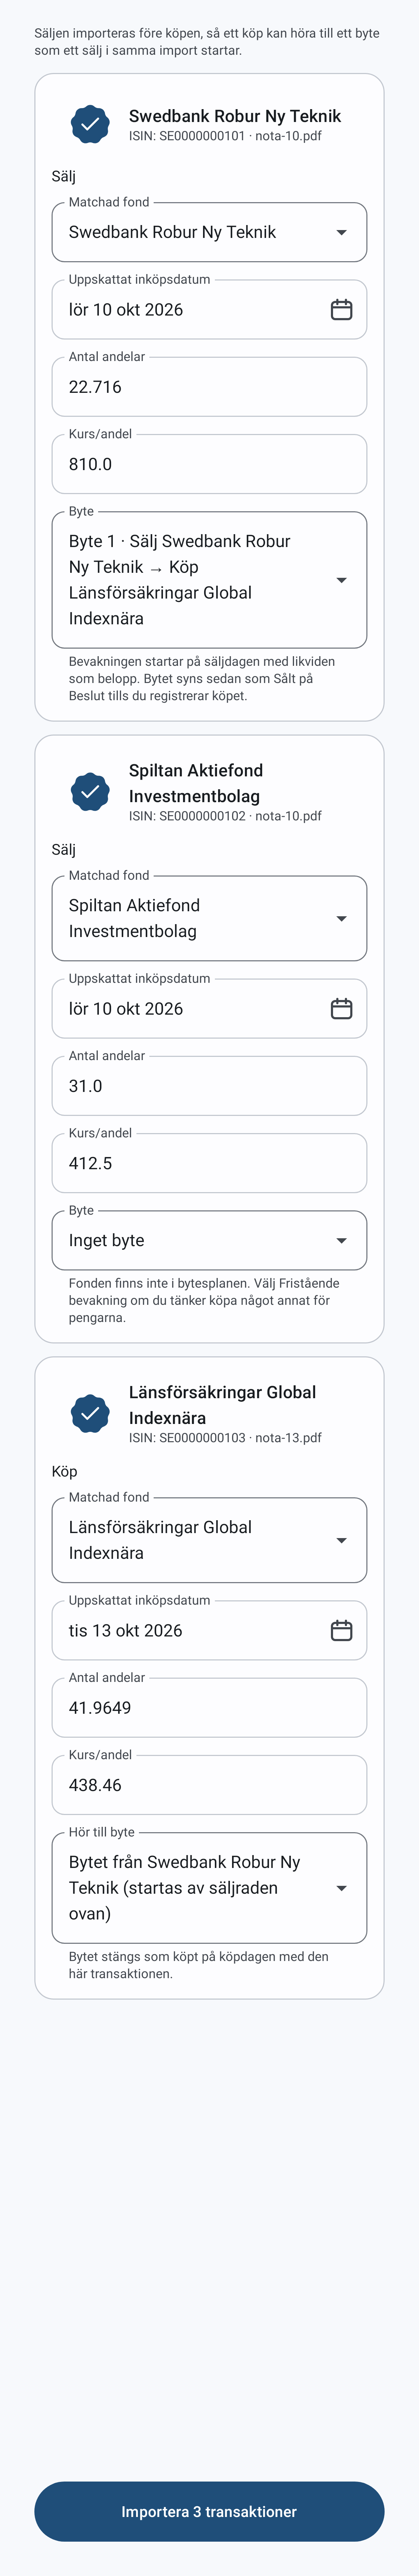 Säljen importeras före köpen, så ett köp kan höra till ett byte
som ett sälj i samma import startar.
Swedbank Robur Ny Teknik
ISIN: SE0000000101 · nota-10.pdf
Sälj
Matchad fond
Swedbank Robur Ny Teknik
Uppskattat inköpsdatum
lör 10 okt 2026
Antal andelar
22.716
Kurs/andel
810.0
Byte
Byte 1 · Sälj Swedbank Robur
Ny Teknik → Köp
Länsförsäkringar Global
Indexnära
Bevakningen startar på säljdagen med likviden
som belopp. Bytet syns sedan som Sålt på
Beslut tills du registrerar köpet.
Spiltan Aktiefond
Investmentbolag
ISIN: SE0000000102 · nota-10.pdf
Sälj
Matchad fond
Spiltan Aktiefond
Investmentbolag
Uppskattat inköpsdatum
lör 10 okt 2026
Antal andelar
31.0
Kurs/andel
412.5
Byte
Inget byte
Fonden finns inte i bytesplanen. Välj Fristående
bevakning om du tänker köpa något annat för
pengarna.
Länsförsäkringar Global
Indexnära
ISIN: SE0000000103 · nota-13.pdf
Köp
Matchad fond
Länsförsäkringar Global
Indexnära
Uppskattat inköpsdatum
tis 13 okt 2026
Antal andelar
41.9649
Kurs/andel
438.46
Hör till byte
Bytet från Swedbank Robur Ny
Teknik (startas av säljraden
ovan)
Bytet stängs som köpt på köpdagen med den
här transaktionen.
Importera 3 transaktioner